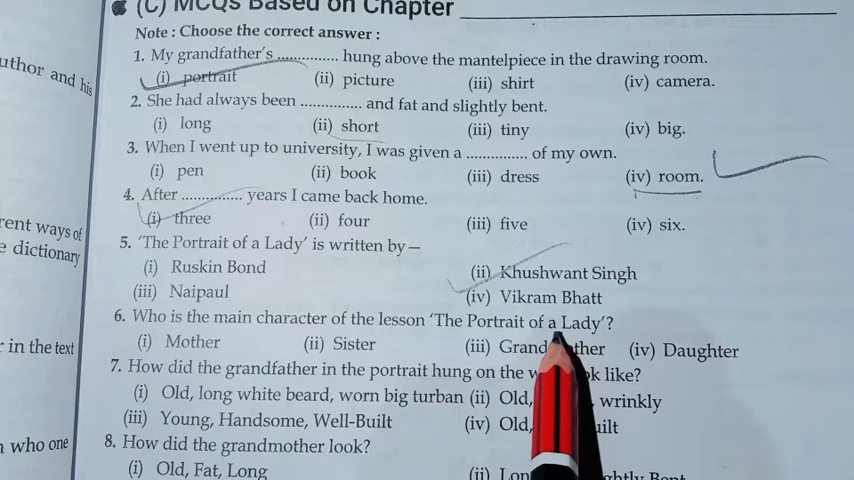 (C) MCQs Based on Chapter
Note : Choose the correct answer :
1. My grandfather's .............. hung above the mantelpiece in the drawing room.
(i) portrait (ii) picture (iii) shirt (iv) camera.
2. She had always been .............. and fat and slightly bent.
(i) long (ii) short (iii) tiny (iv) big.
3. When I went up to university, I was given a .............. of my own.
(i) pen (ii) book (iii) dress (iv) room.
4. After .............. years I came back home.
(i) three (ii) four (iii) five (iv) six.
5. 'The Portrait of a Lady' is written by—
(i) Ruskin Bond (ii) Khushwant Singh
(iii) Naipaul (iv) Vikram Bhatt
6. Who is the main character of the lesson 'The Portrait of a Lady'?
(i) Mother (ii) Sister (iii) (iv) Daughter
7. How did the grandfather in the portrait hung on the like?
(i) Old, long white beard, worn big turban (ii) Old, wrinkly
(iii) Young, Handsome, Well-Built (iv) Old,
8. How did the grandmother look?
(i) Old, Fat, Long (ii) Bent
uthor and his
rent ways of
e dictionary
r in the text
who one